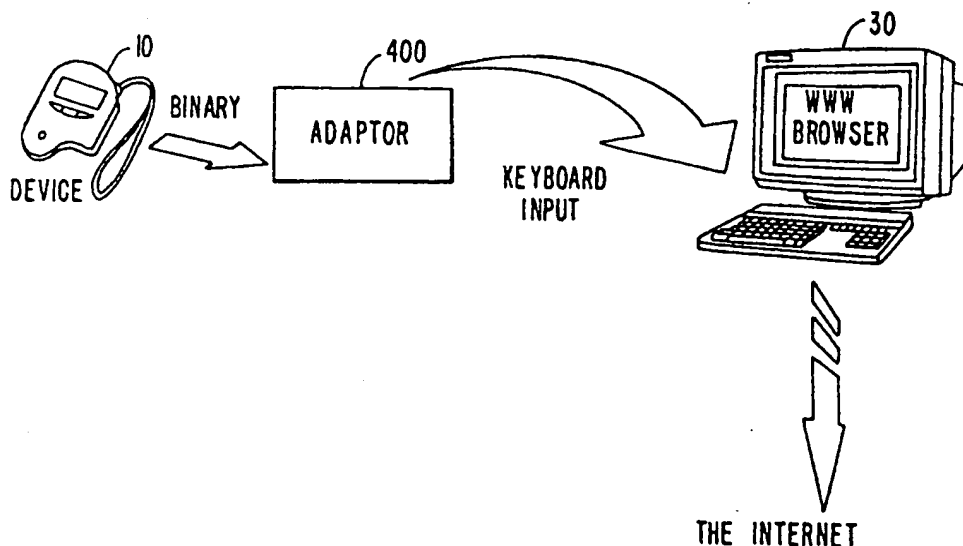 10
400
30
BINARY
ADAPTOR
WWW
BROWSER
DEVICE
KEYBOARD
INPUT
THE INTERNET